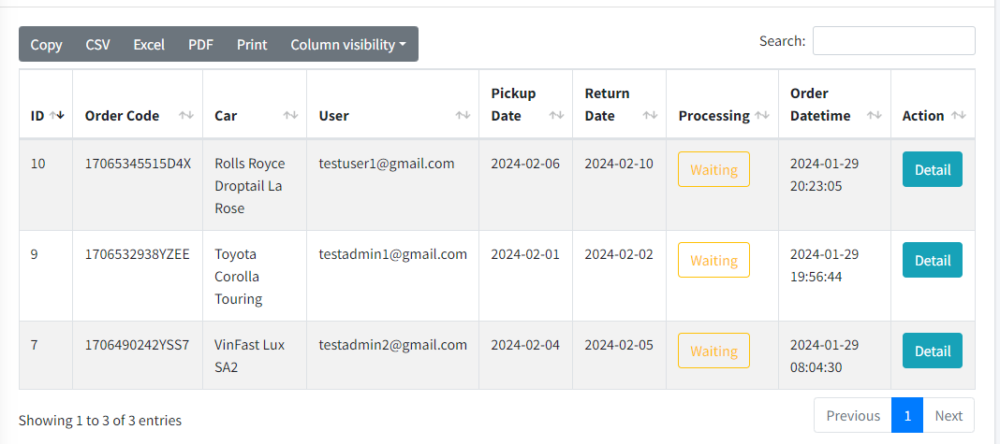 Copy CSV Excel PDF Print Column visibility
Search:
ID Order Code Car User Pickup Date Return Date Processing Order Datetime Action
10 17065345515D4X Rolls Royce Droptail La Rose testuser1@gmail.com 2024-02-06 2024-02-10 Waiting 2024-01-29 20:23:05 Detail
9 1706532938YZEE Toyota Corolla Touring testadmin1@gmail.com 2024-02-01 2024-02-02 Waiting 2024-01-29 19:56:44 Detail
7 1706490242YSS7 VinFast Lux SA2 testadmin2@gmail.com 2024-02-04 2024-02-05 Waiting 2024-01-29 08:04:30 Detail
Showing 1 to 3 of 3 entries
Previous 1 Next